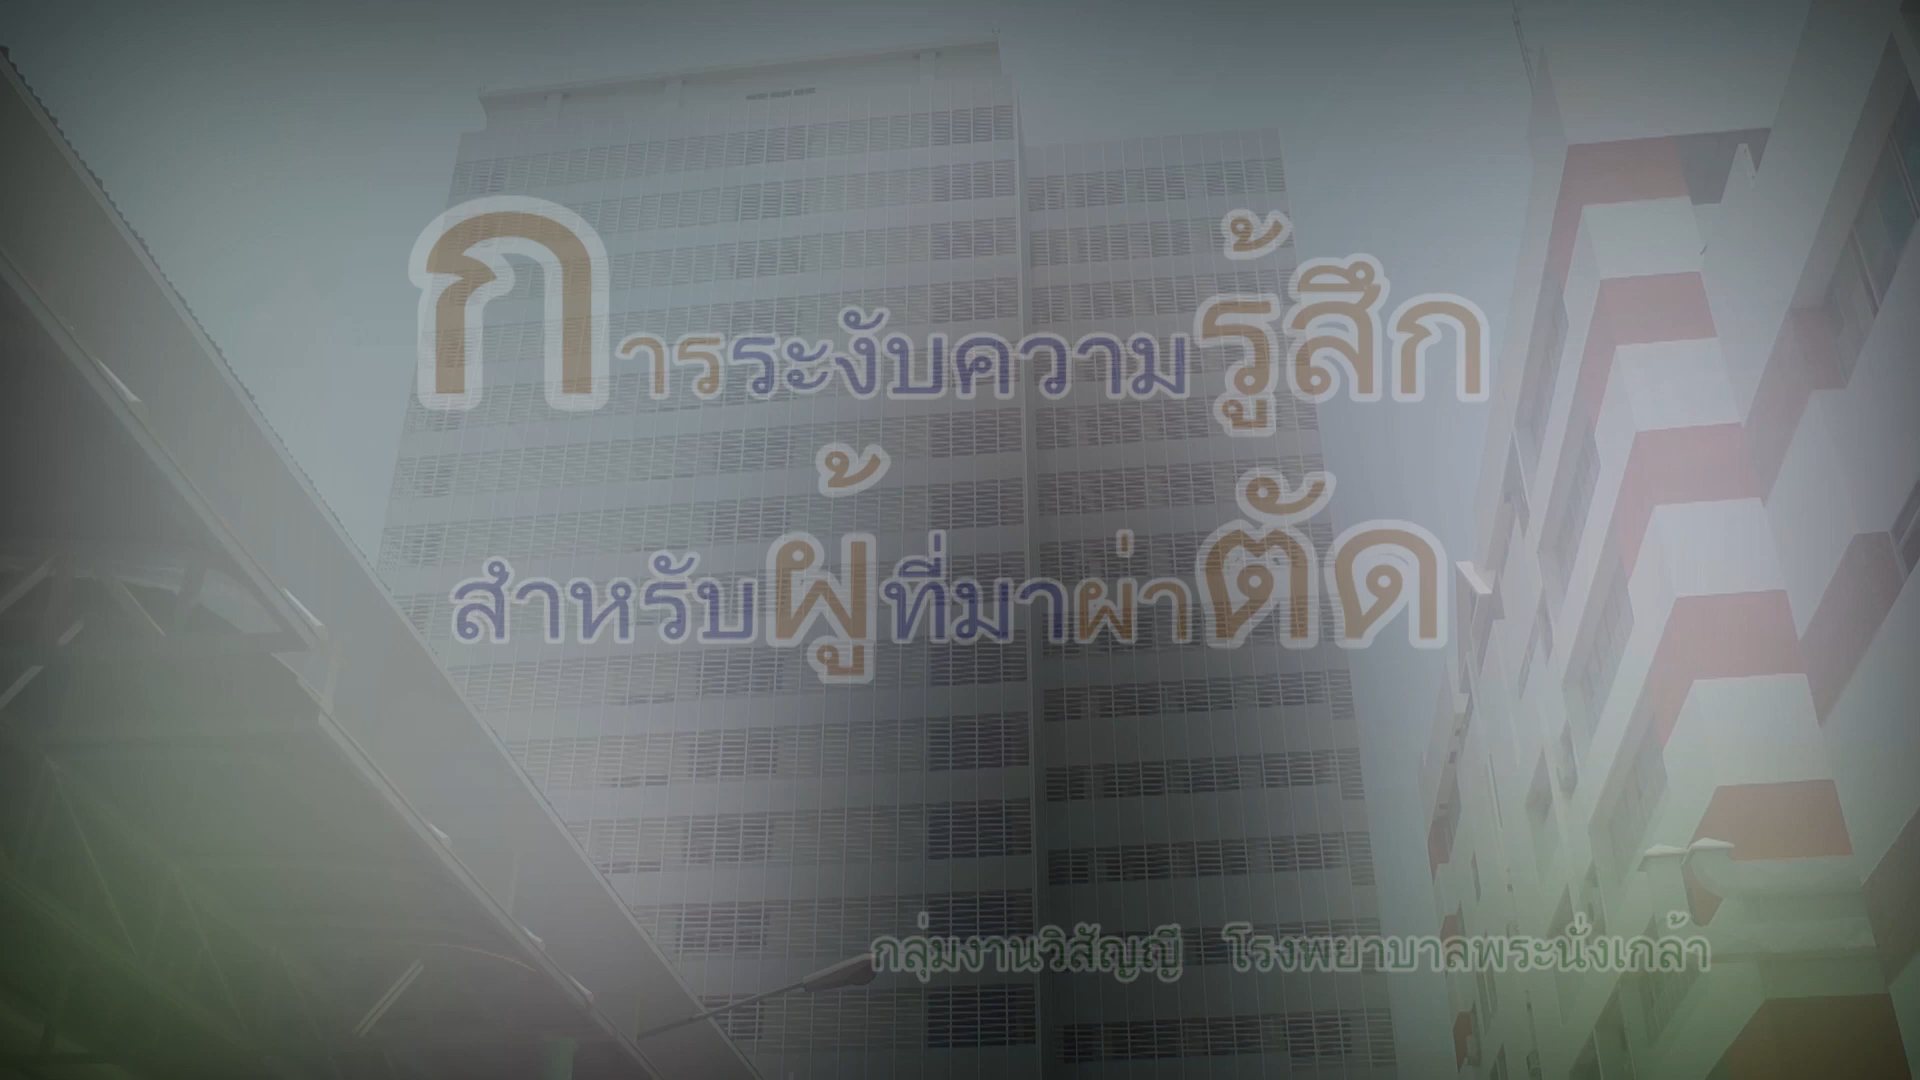 การระงับความรู้สึก
สำหรับผู้ที่มาผ่าตัด
กลุ่มงานวิสัญญี โรงพยาบาลพระนั่งเกล้า